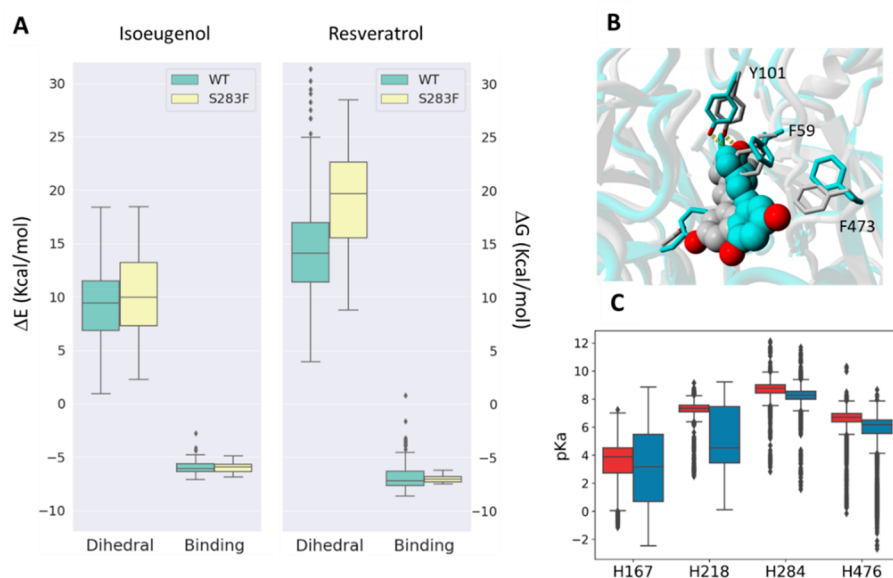 A
Isoeugenol
Resveratrol
WT
S283F
WT
S283F
ΔE (Kcal/mol)
30
25
20
15
10
5
0
−5
−10
30
25
20
15
10
5
0
−5
−10
ΔG (Kcal/mol)
Dihedral Binding
Dihedral Binding
B
Y101
F59
F473
C
pKa
12
10
8
6
4
2
0
−2
H167 H218 H284 H476